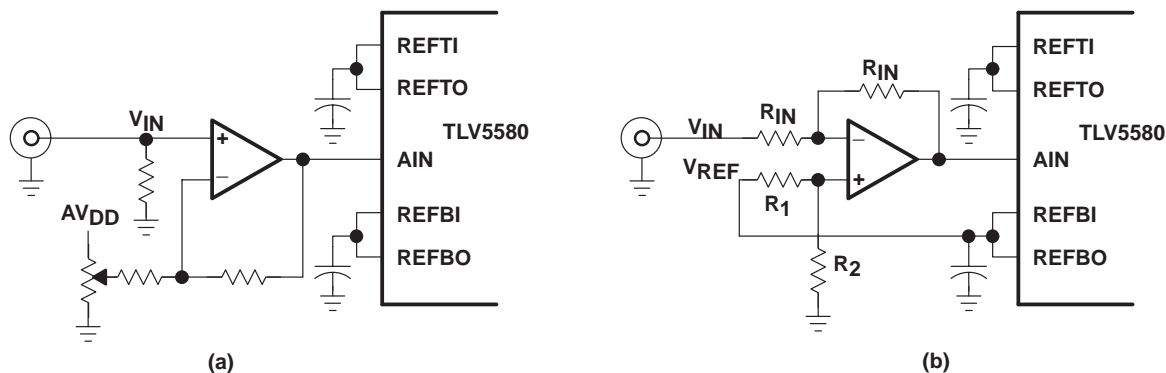 REFTI
REFTO
TLV5580
VIN
+
−
AIN
AVDD
REFBI
REFBO
(a)
REFTI
REFTO
RIN
TLV5580
VIN
RIN
−
AIN
VREF
+
R1
REFBI
REFBO
R2
(b)